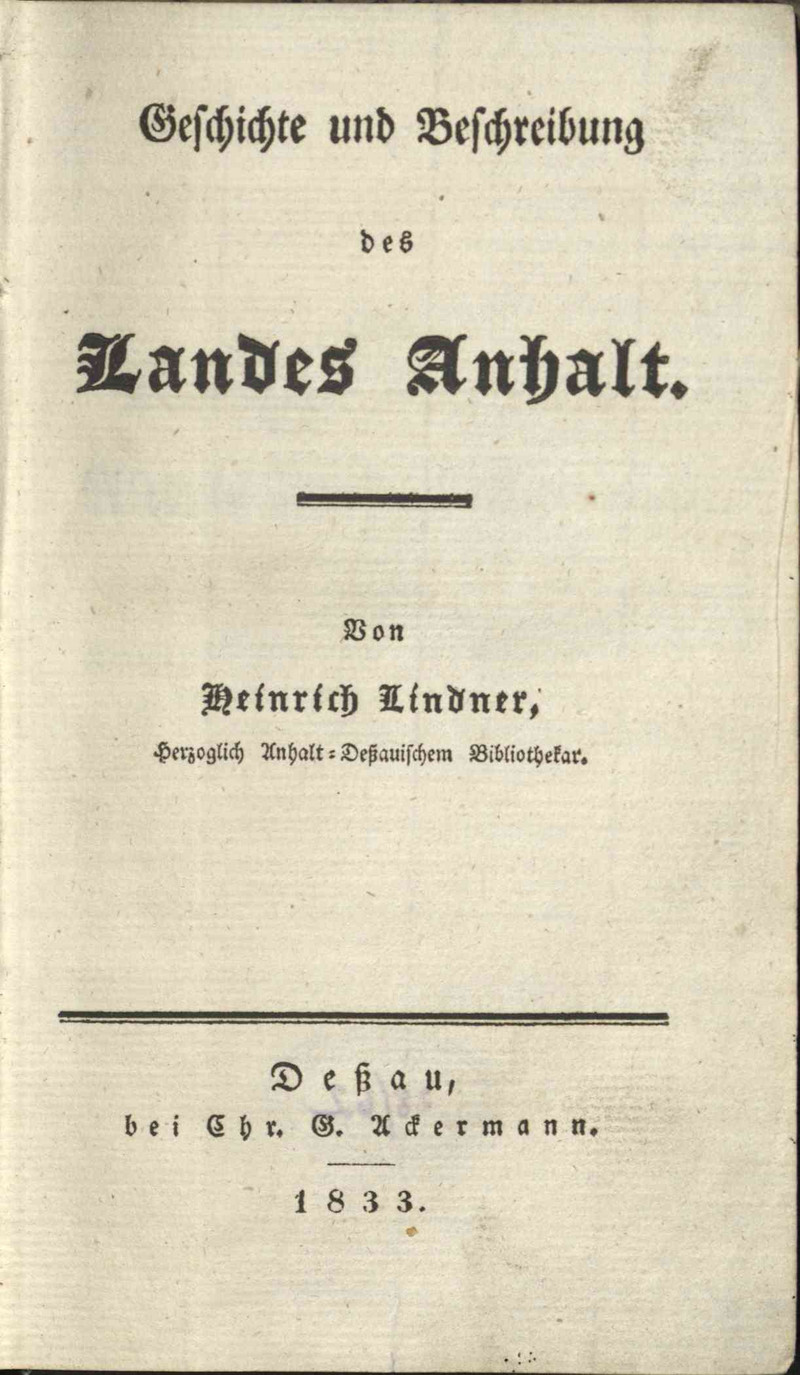 Geschichte und Beschreibung
des
Landes Anhalt.
Von
Heinrich Lindner,
Herzoglich Anhalt-Deßauischem Bibliothekar.
Deßau,
bei Chr. G. Ackermann.
1833.